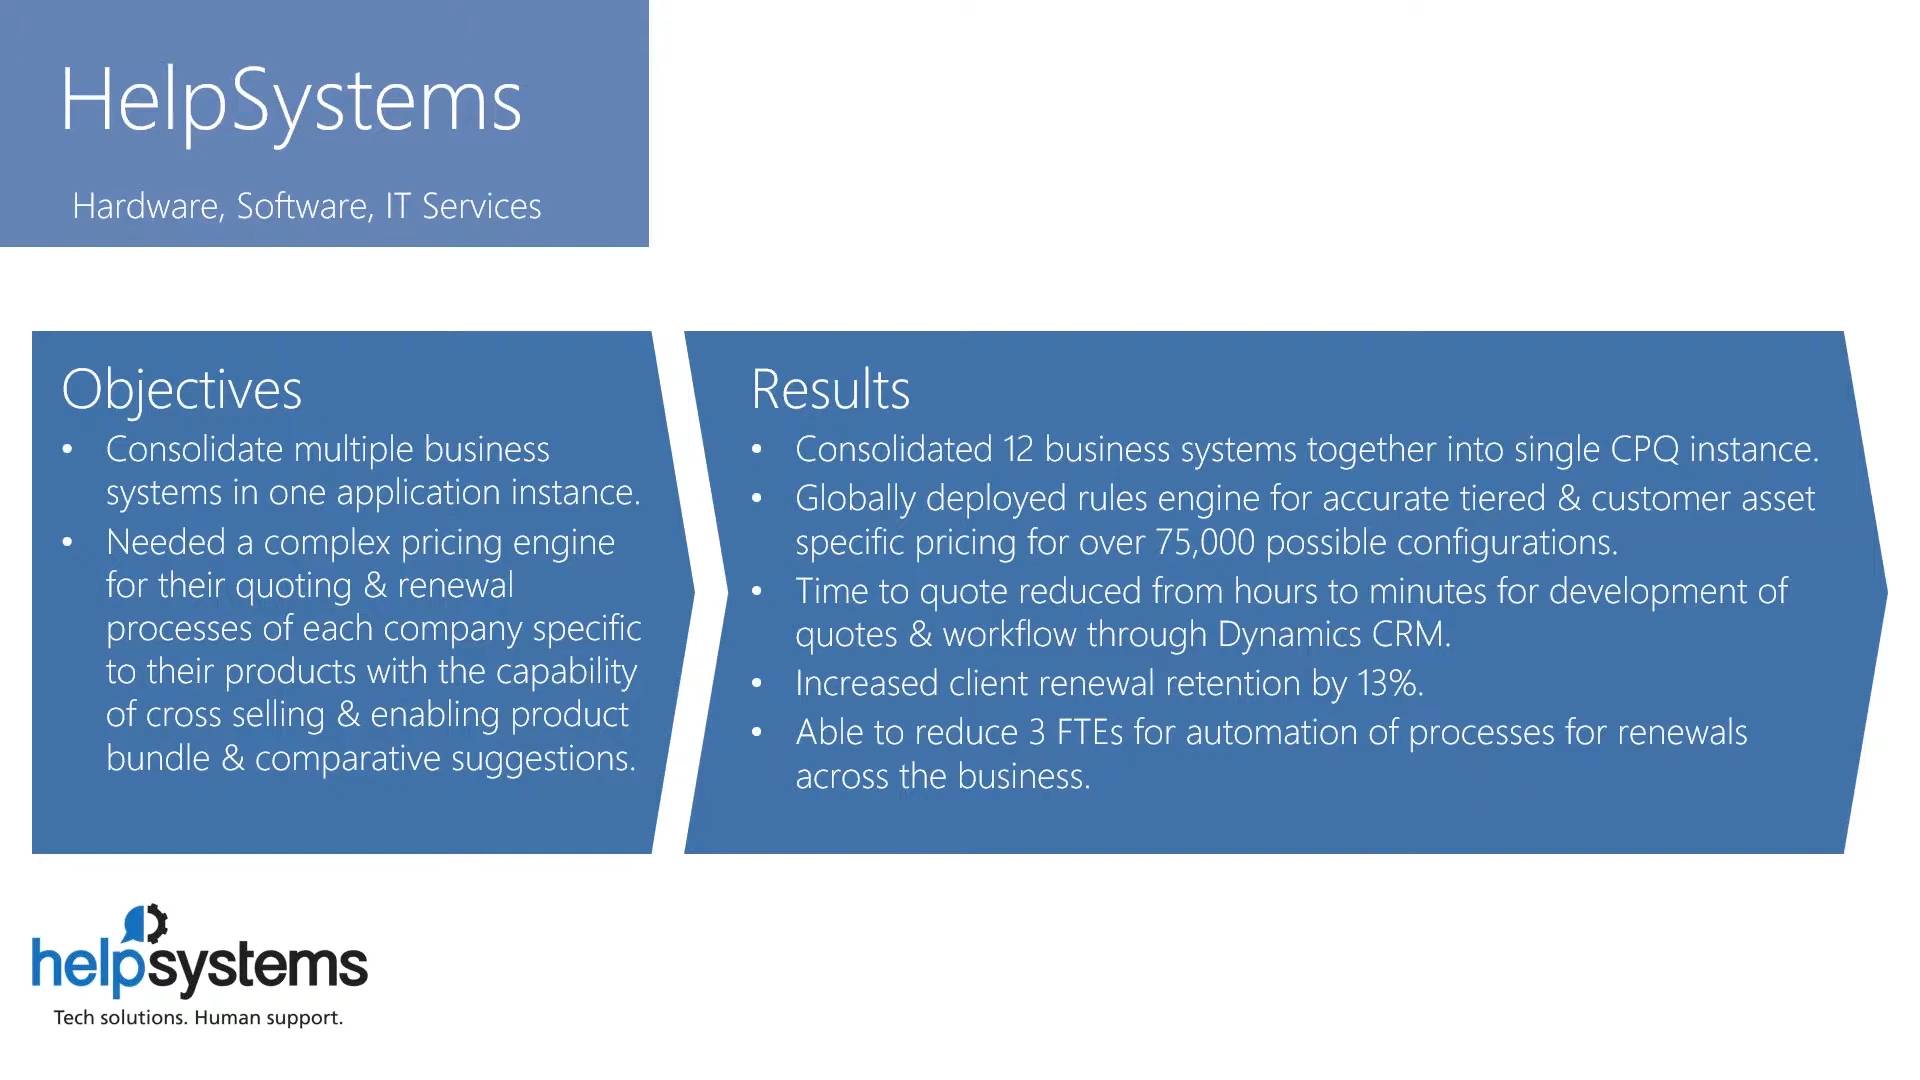 HelpSystems
Hardware, Software, IT Services
Objectives
• Consolidate multiple business
systems in one application instance.
• Needed a complex pricing engine
for their quoting & renewal
processes of each company specific
to their products with the capability
of cross selling & enabling product
bundle & comparative suggestions.
Results
• Consolidated 12 business systems together into single CPQ instance.
• Globally deployed rules engine for accurate tiered & customer asset
specific pricing for over 75,000 possible configurations.
• Time to quote reduced from hours to minutes for development of
quotes & workflow through Dynamics CRM.
• Increased client renewal retention by 13%.
• Able to reduce 3 FTEs for automation of processes for renewals
across the business.
helpsystems
Tech solutions. Human support.